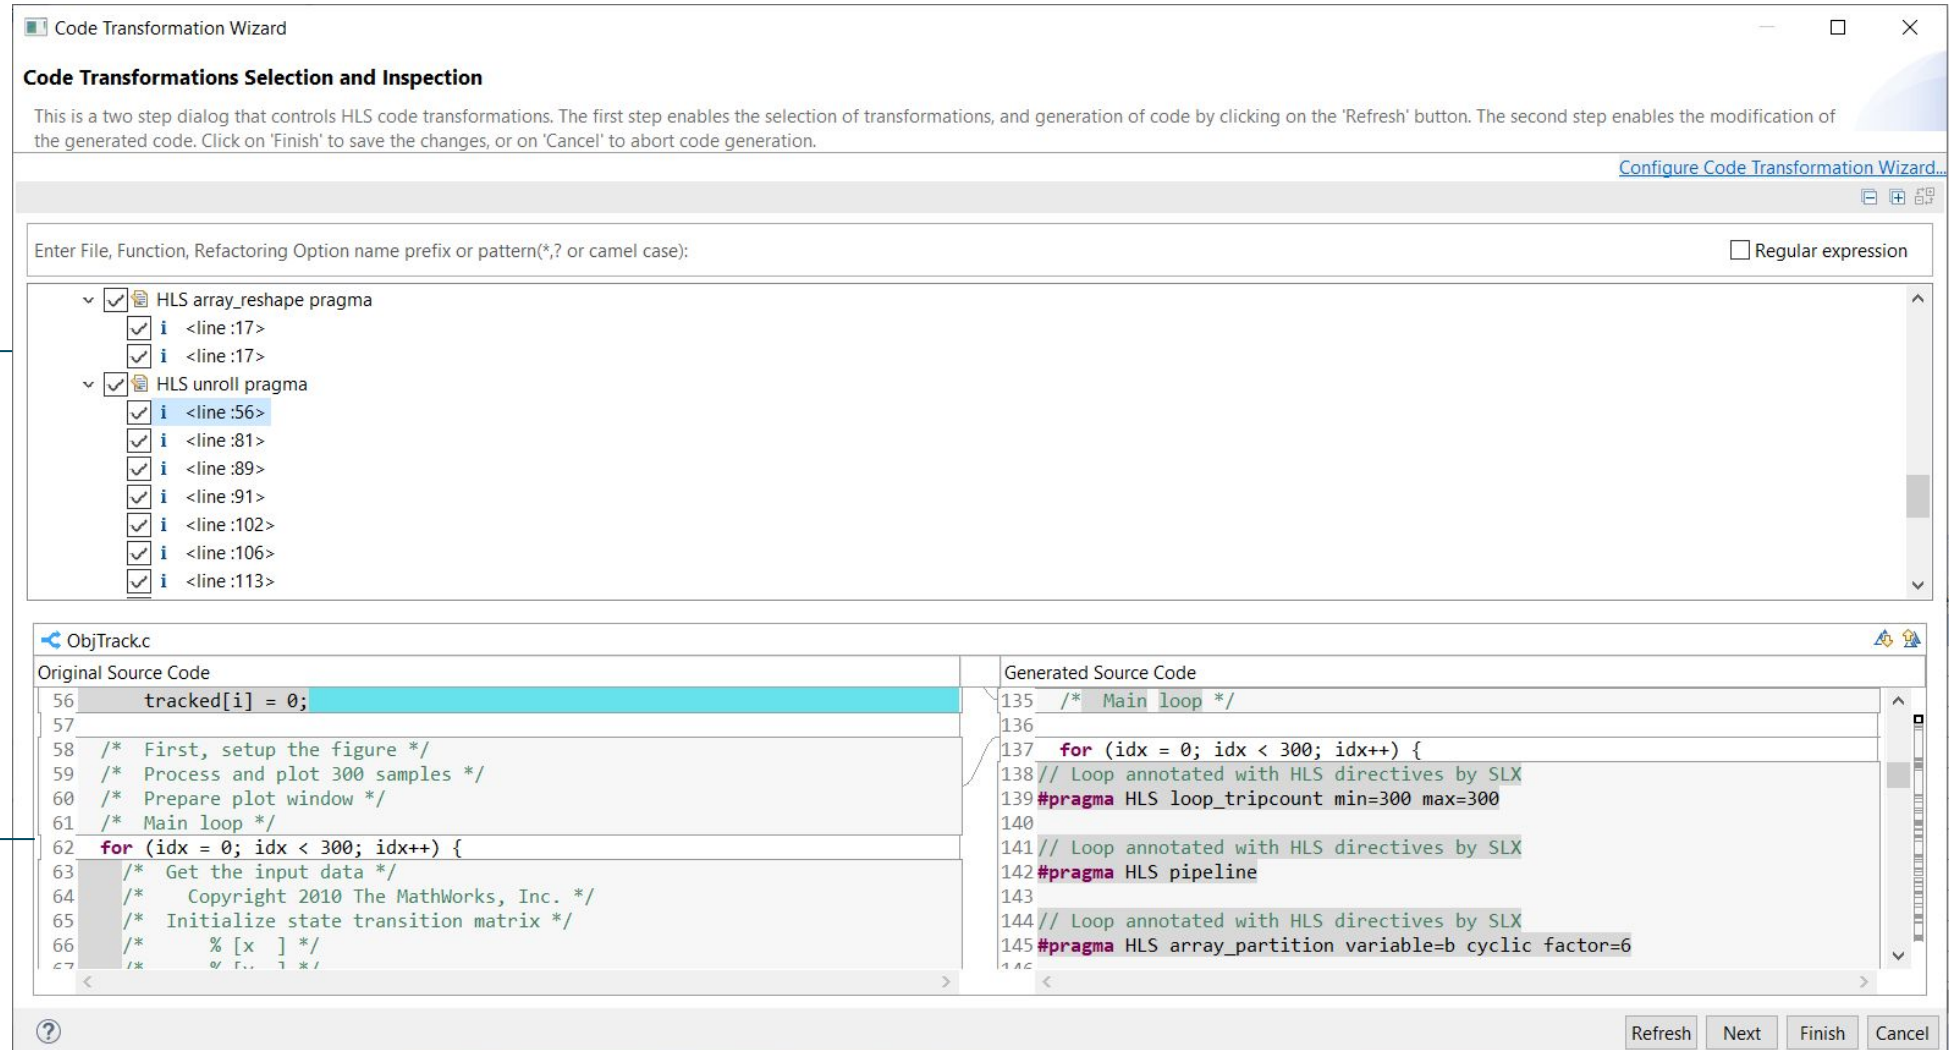 Code Transformation Wizard
Code Transformations Selection and Inspection
This is a two step dialog that controls HLS code transformations. The first step enables the selection of transformations, and generation of code by clicking on the 'Refresh' button. The second step enables the modification of
the generated code. Click on 'Finish' to save the changes, or on 'Cancel' to abort code generation.
Configure Code Transformation Wizard...
Enter File, Function, Refactoring Option name prefix or pattern(*,? or camel case):
Regular expression
HLS array_reshape pragma
i <line :17>
i <line :17>
HLS unroll pragma
i <line :56>
i <line :81>
i <line :89>
i <line :91>
i <line :102>
i <line :106>
i <line :113>
ObjTrack.c
Original Source Code
56 tracked[i] = 0;
57
58 /* First, setup the figure */
59 /* Process and plot 300 samples */
60 /* Prepare plot window */
61 /* Main loop */
62 for (idx = 0; idx < 300; idx++) {
63 /* Get the input data */
64 /* Copyright 2010 The MathWorks, Inc. */
65 /* Initialize state transition matrix */
66 /* % [x ] */
Generated Source Code
135 /* Main loop */
136
137 for (idx = 0; idx < 300; idx++) {
138 // Loop annotated with HLS directives by SLX
139 #pragma HLS loop_tripcount min=300 max=300
140
141 // Loop annotated with HLS directives by SLX
142 #pragma HLS pipeline
143
144 // Loop annotated with HLS directives by SLX
145 #pragma HLS array_partition variable=b cyclic factor=6
Refresh Next Finish Cancel